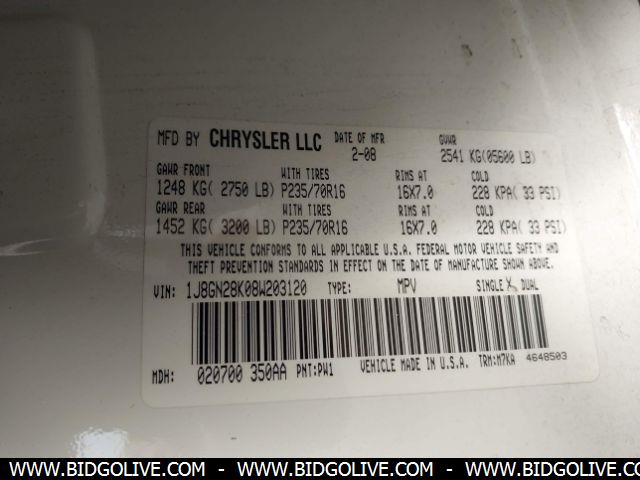 MFD BY CHRYSLER LLC DATE OF MFR GVWR
2-08 2541 KG(05600 LB)
GAWR FRONT WITH TIRES RIMS AT COLD
1248 KG( 2750 LB) P235/70R16 16X7.0 228 KPA( 33 PSI)
GAWR REAR WITH TIRES RIMS AT COLD
1452 KG( 3200 LB) P235/70R16 16X7.0 228 KPA( 33 PSI)
THIS VEHICLE CONFORMS TO ALL APPLICABLE U.S.A. FEDERAL MOTOR VEHICLE SAFETY AND
THEFT PREVENTION STANDARDS IN EFFECT ON THE DATE OF MANUFACTURE SHOWN ABOVE.
VIN: 1J8GN28K08W203120 TYPE: MPV SINGLE X DUAL
MDH: 020700 350AA PNT:PW1 VEHICLE MADE IN U.S.A. TRM:M7KA 4648503
WWW.BIDGOLIVE.COM - WWW.BIDGOLIVE.COM - WWW.BIDGOLIVE.COM